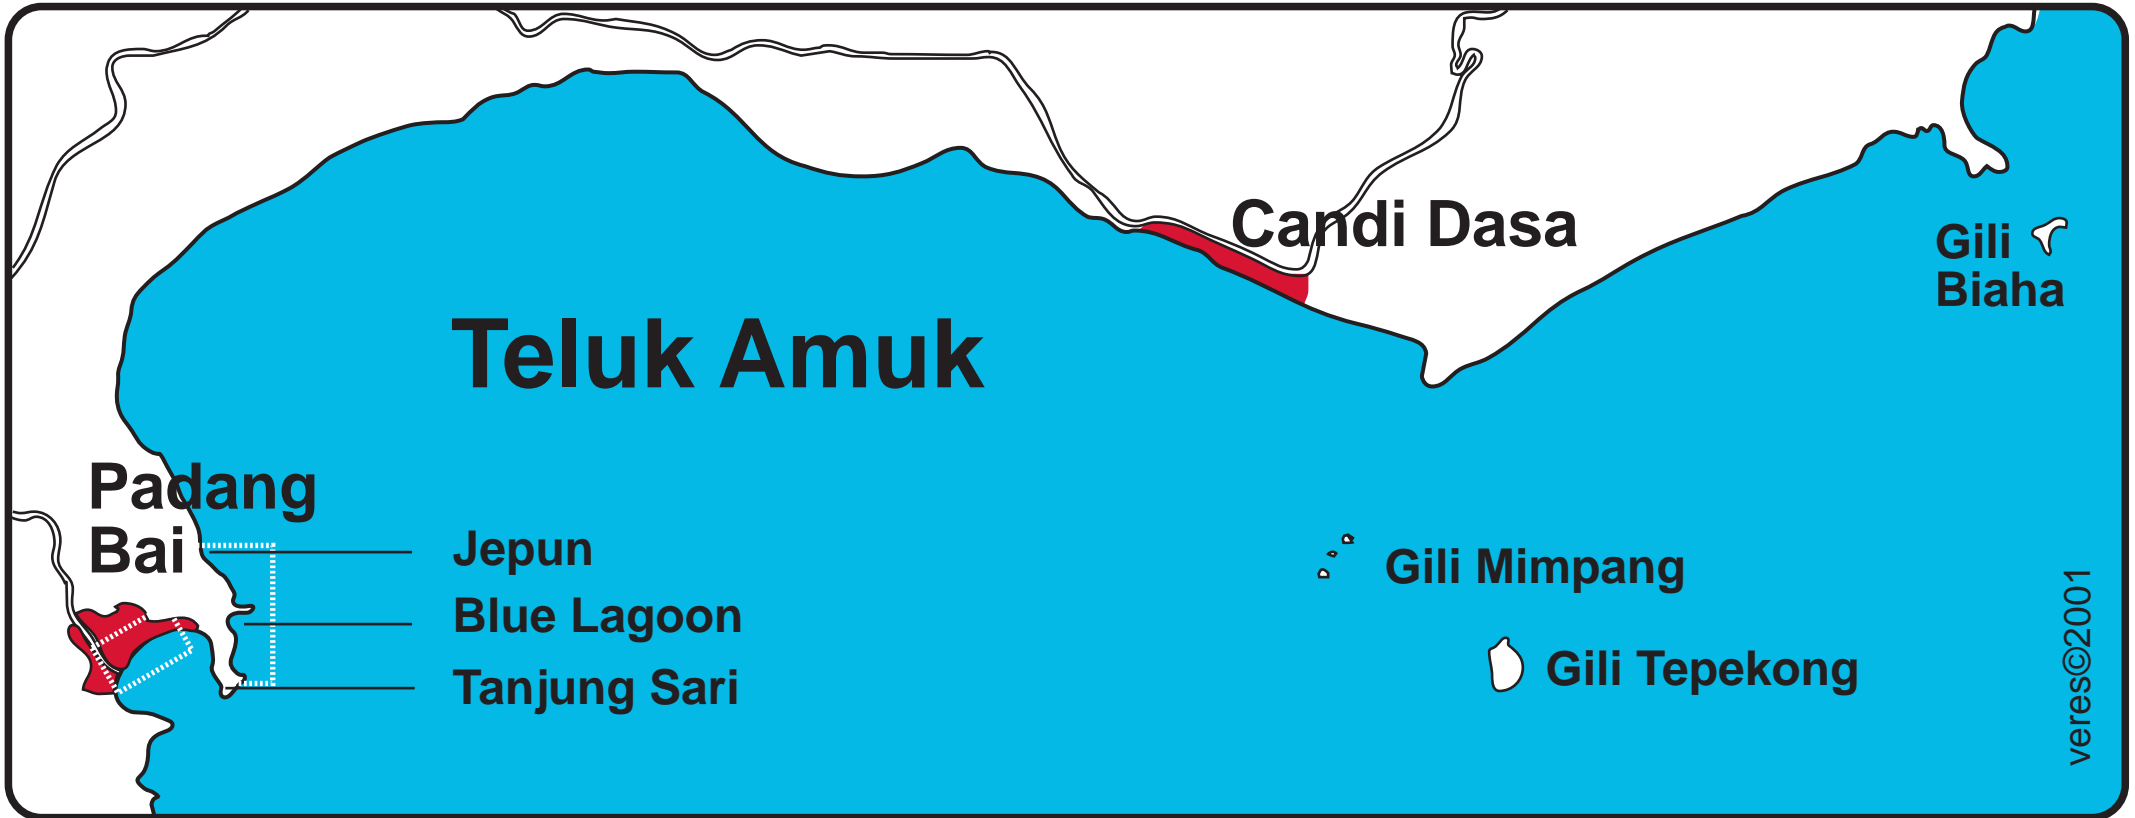 Candi Dasa
Gili
Biaha
Teluk Amuk
Padang
Bai
Jepun
Blue Lagoon
Tanjung Sari
Gili Mimpang
Gili Tepekong
veres©2001